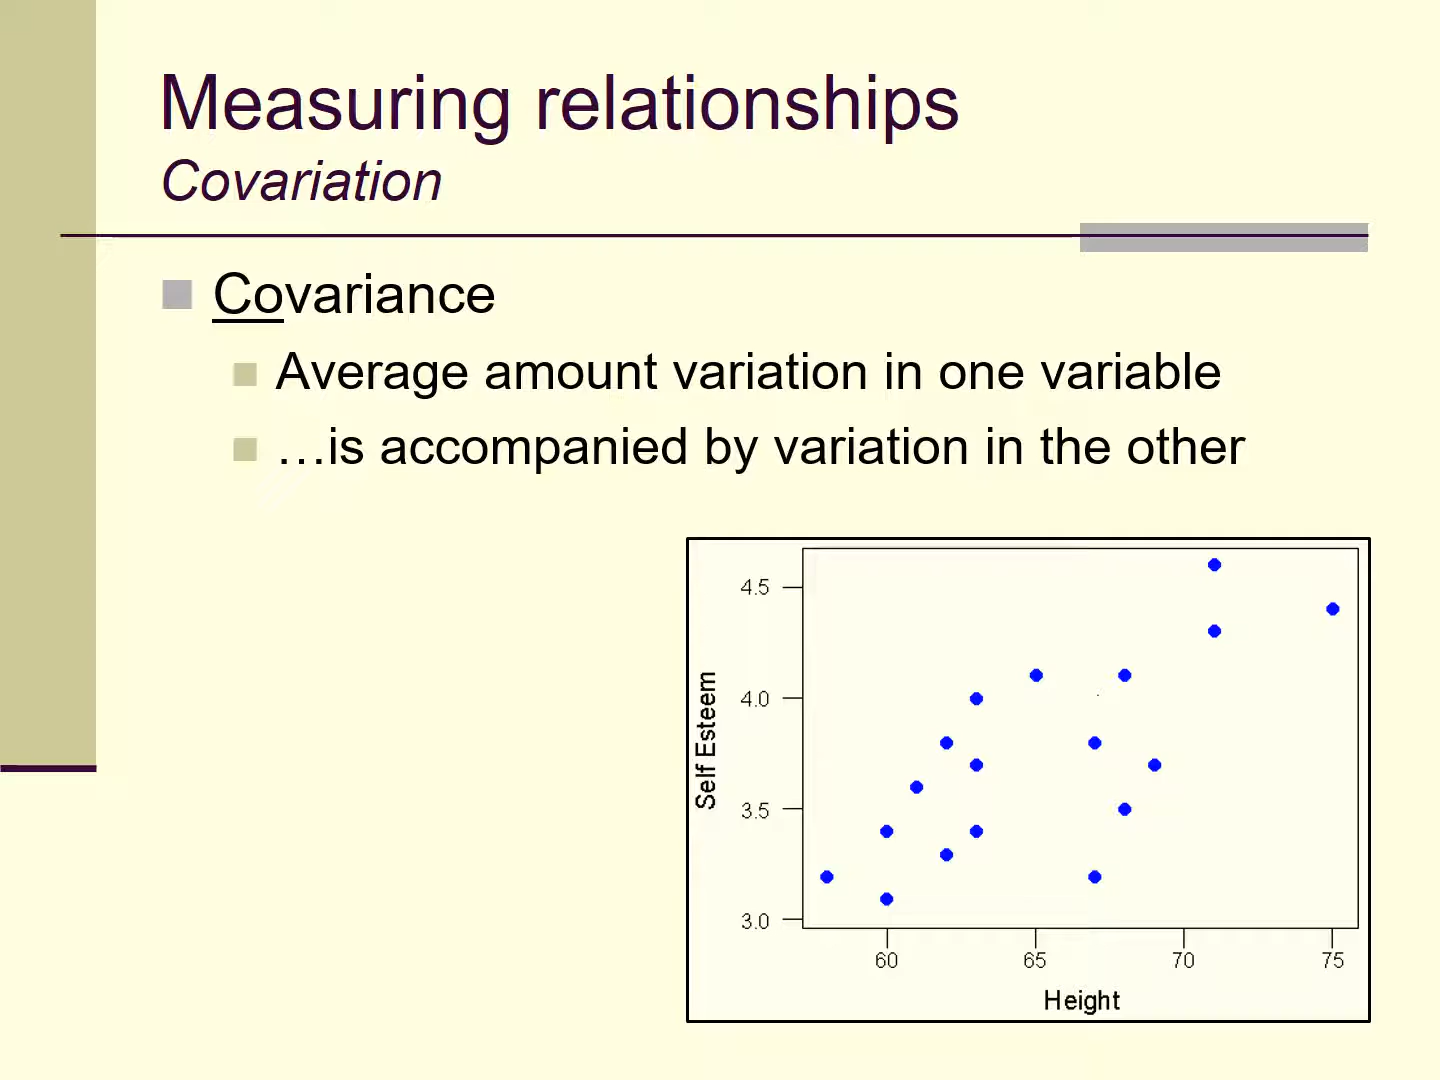 Measuring relationships
Covariation
Covariance
Average amount variation in one variable
…is accompanied by variation in the other
4.5
4.0
3.5
3.0
Self Esteem
60 65 70 75
Height